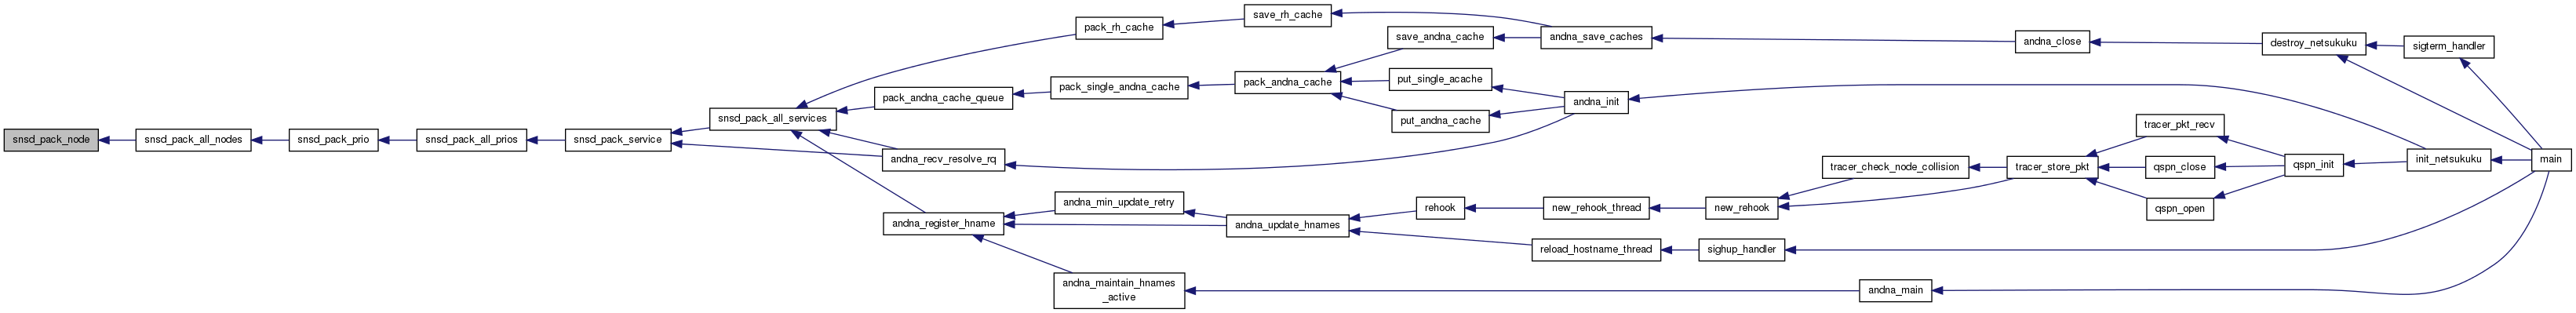 snsd_pack_node
snsd_pack_all_nodes
snsd_pack_prio
snsd_pack_all_prios
snsd_pack_service
snsd_pack_all_services
pack_rh_cache
save_rh_cache
pack_andna_cache_queue
pack_single_andna_cache
pack_andna_cache
save_andna_cache
put_single_acache
put_andna_cache
andna_save_caches
andna_close
destroy_netsukuku
sigterm_handler
andna_init
andna_recv_resolve_rq
andna_register_hname
andna_min_update_retry
andna_update_hnames
rehook
new_rehook_thread
new_rehook
tracer_check_node_collision
tracer_store_pkt
tracer_pkt_recv
qspn_close
qspn_open
qspn_init
init_netsukuku
main
reload_hostname_thread
sighup_handler
andna_maintain_hnames
_active
andna_main